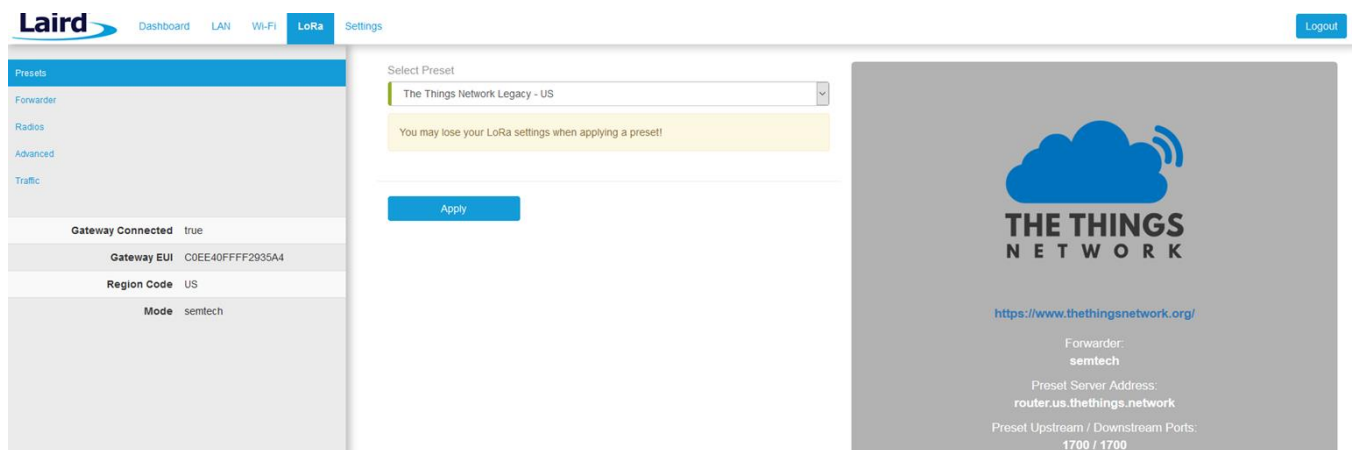 Laird
Dashboard LAN Wi-Fi LoRa Settings Logout
Presets
Forwarder
Radios
Advanced
Traffic
Gateway Connected true
Gateway EUI C0EE40FFFF2935A4
Region Code US
Mode semtech
Select Preset
The Things Network Legacy - US
You may lose your LoRa settings when applying a preset!
Apply
THE THINGS
NETWORK
https://www.thethingsnetwork.org/
Forwarder:
semtech
Preset Server Address:
router.us.thethings.network
Preset Upstream / Downstream Ports:
1700 / 1700